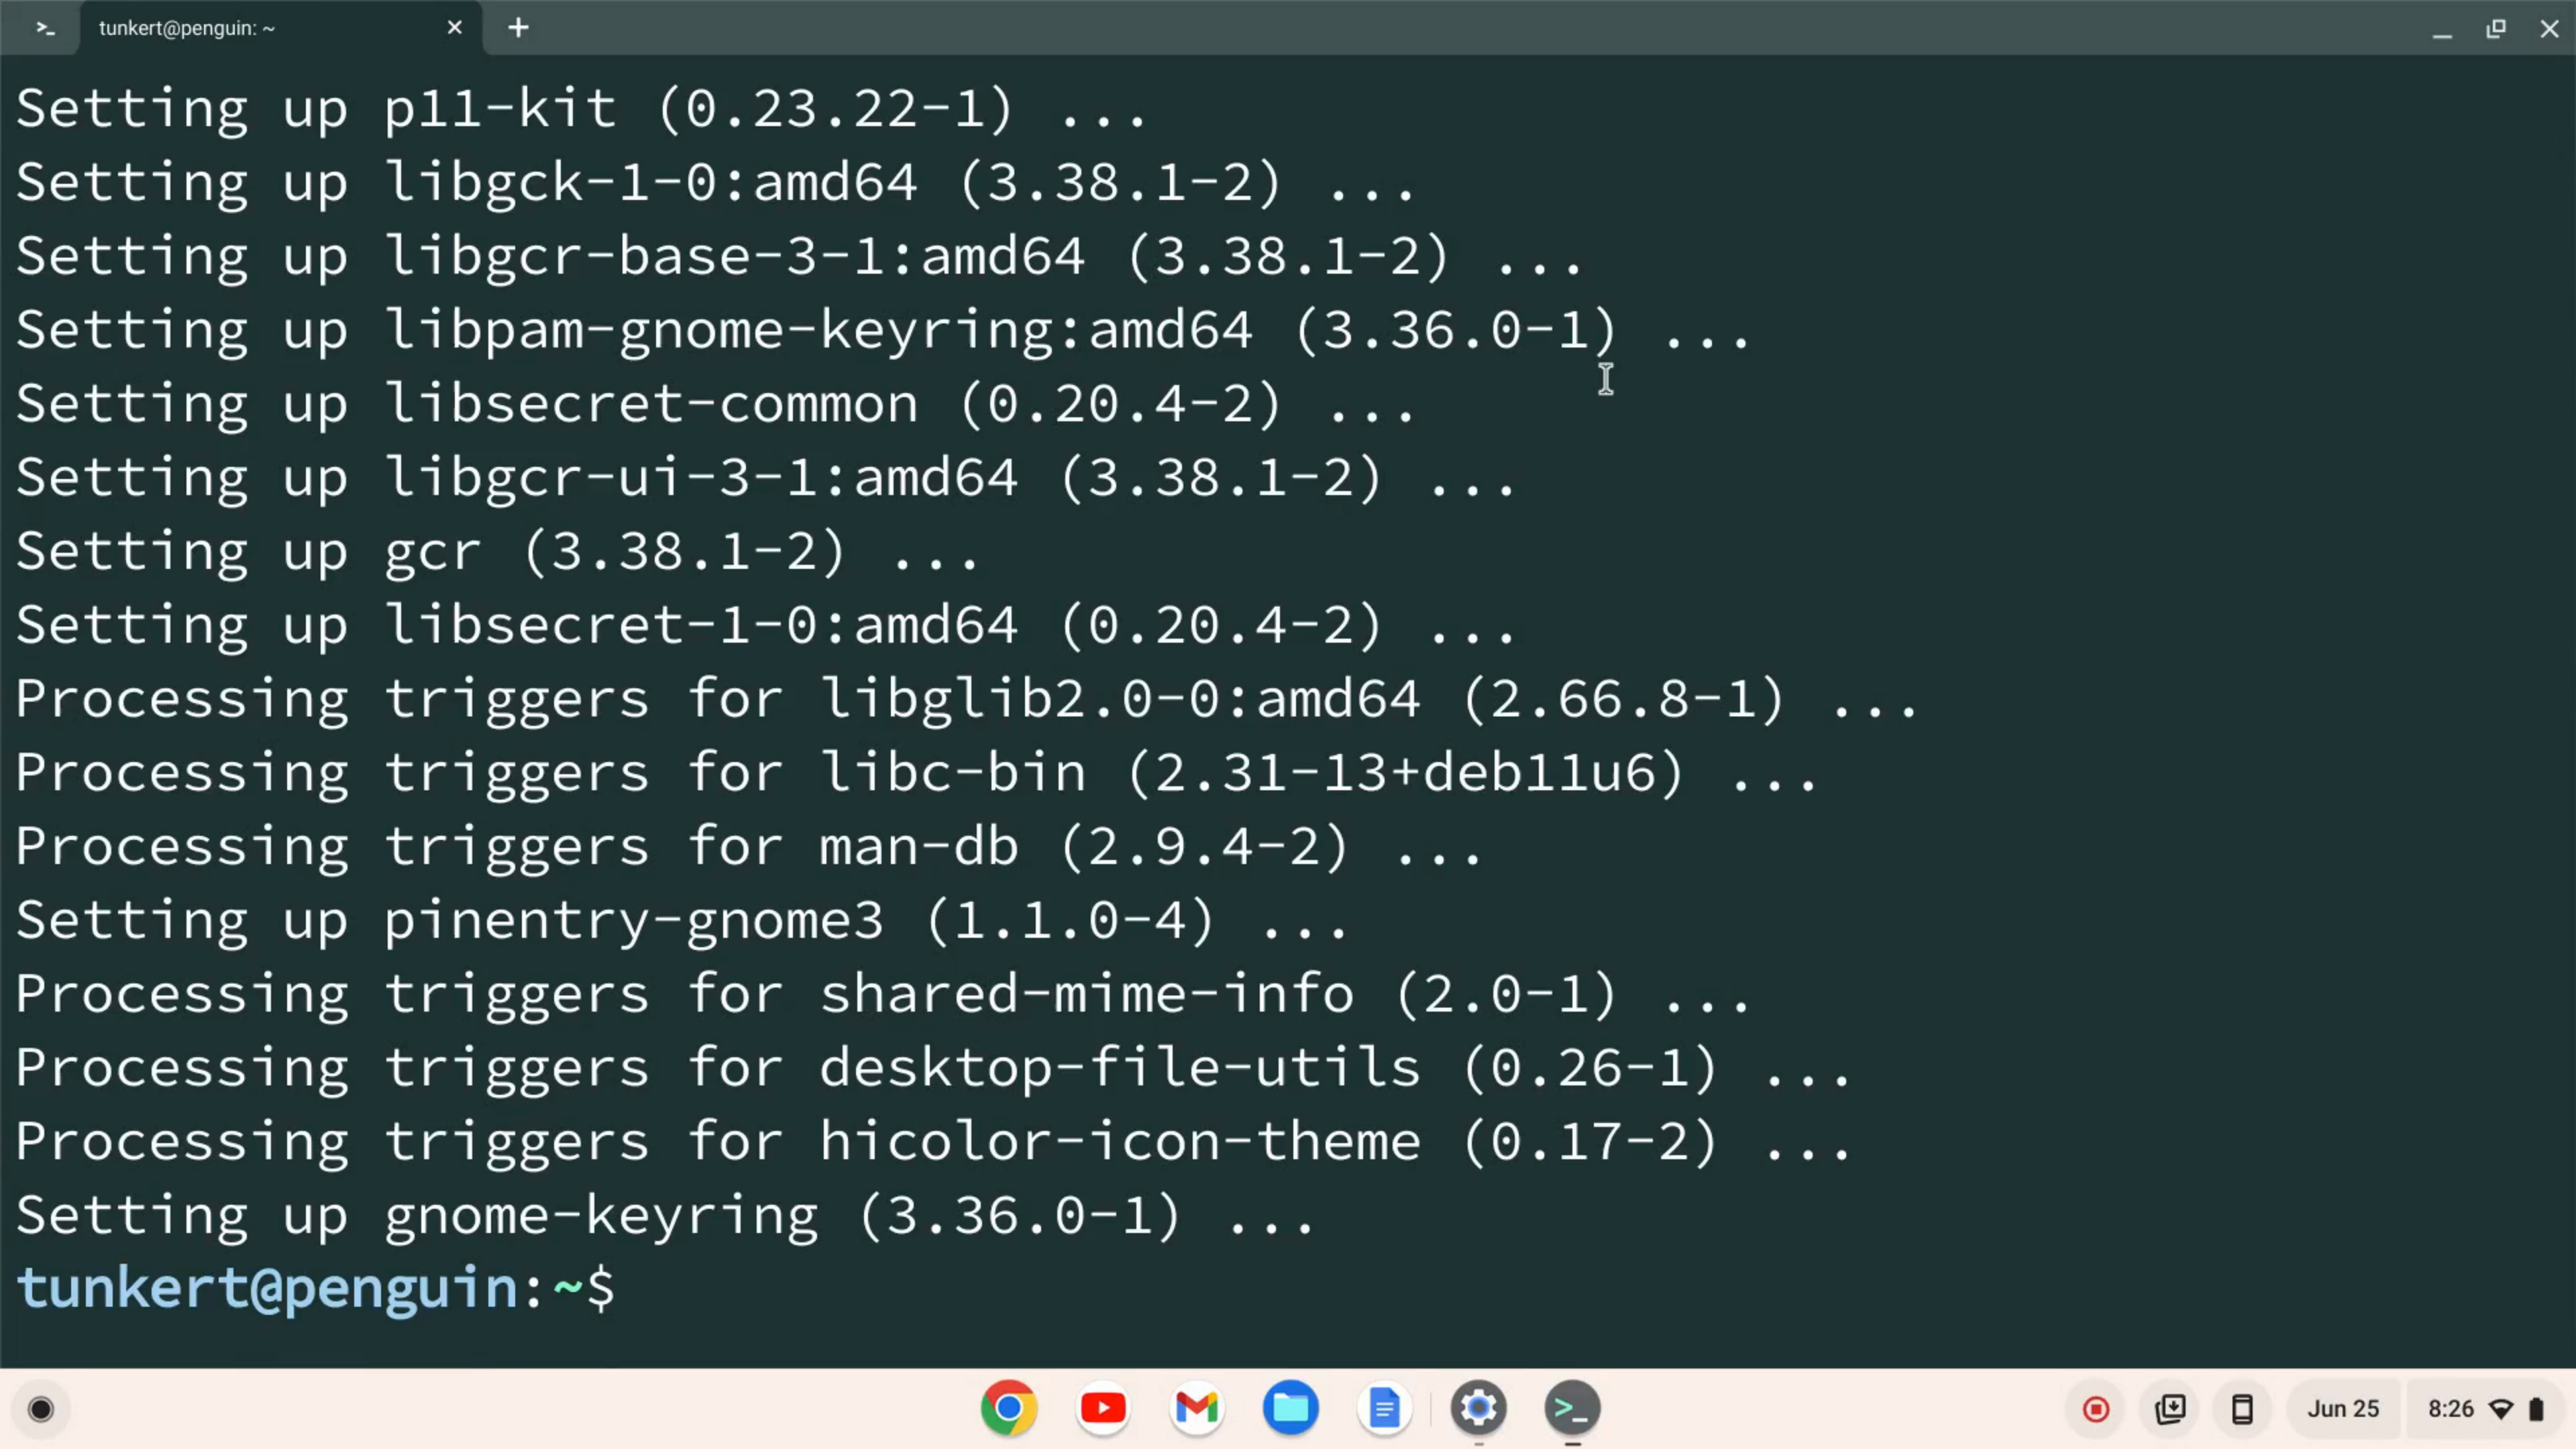 >_ tunkert@penguin: ~
Setting up p11-kit (0.23.22-1) ...
Setting up libgck-1-0:amd64 (3.38.1-2) ...
Setting up libgcr-base-3-1:amd64 (3.38.1-2) ...
Setting up libpam-gnome-keyring:amd64 (3.36.0-1) ...
Setting up libsecret-common (0.20.4-2) ...
Setting up libgcr-ui-3-1:amd64 (3.38.1-2) ...
Setting up gcr (3.38.1-2) ...
Setting up libsecret-1-0:amd64 (0.20.4-2) ...
Processing triggers for libglib2.0-0:amd64 (2.66.8-1) ...
Processing triggers for libc-bin (2.31-13+deb11u6) ...
Processing triggers for man-db (2.9.4-2) ...
Setting up pinentry-gnome3 (1.1.0-4) ...
Processing triggers for shared-mime-info (2.0-1) ...
Processing triggers for desktop-file-utils (0.26-1) ...
Processing triggers for hicolor-icon-theme (0.17-2) ...
Setting up gnome-keyring (3.36.0-1) ...
tunkert@penguin:~$
>_ Jun 25 8:26